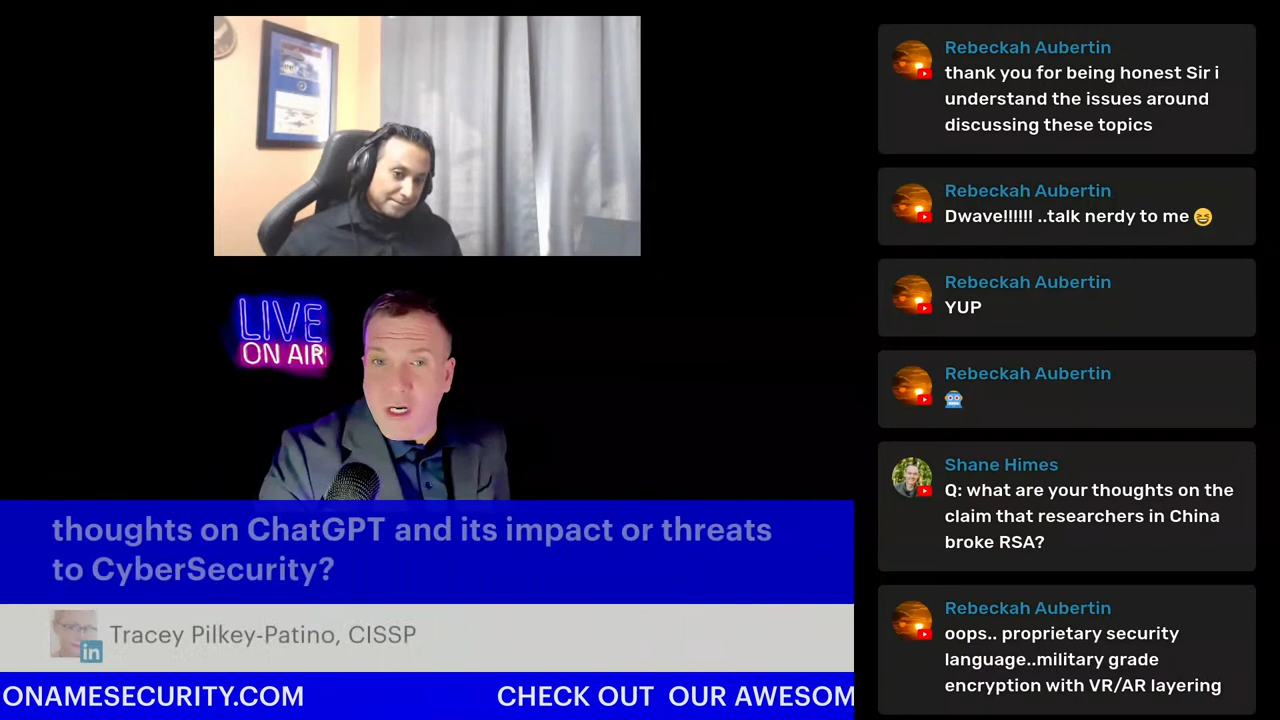 LIVE
ON AIR
thoughts on ChatGPT and its impact or threats
to CyberSecurity?
Tracey Pilkey-Patino, CISSP
in
ONAMESECURITY.COM CHECK OUT OUR AWESOM
Rebeckah Aubertin
thank you for being honest Sir i
understand the issues around
discussing these topics
Rebeckah Aubertin
Dwave!!!!!! ..talk nerdy to me 😆
Rebeckah Aubertin
YUP
Rebeckah Aubertin
🤖
Shane Himes
Q: what are your thoughts on the
claim that researchers in China
broke RSA?
Rebeckah Aubertin
oops.. proprietary security
language..military grade
encryption with VR/AR layering